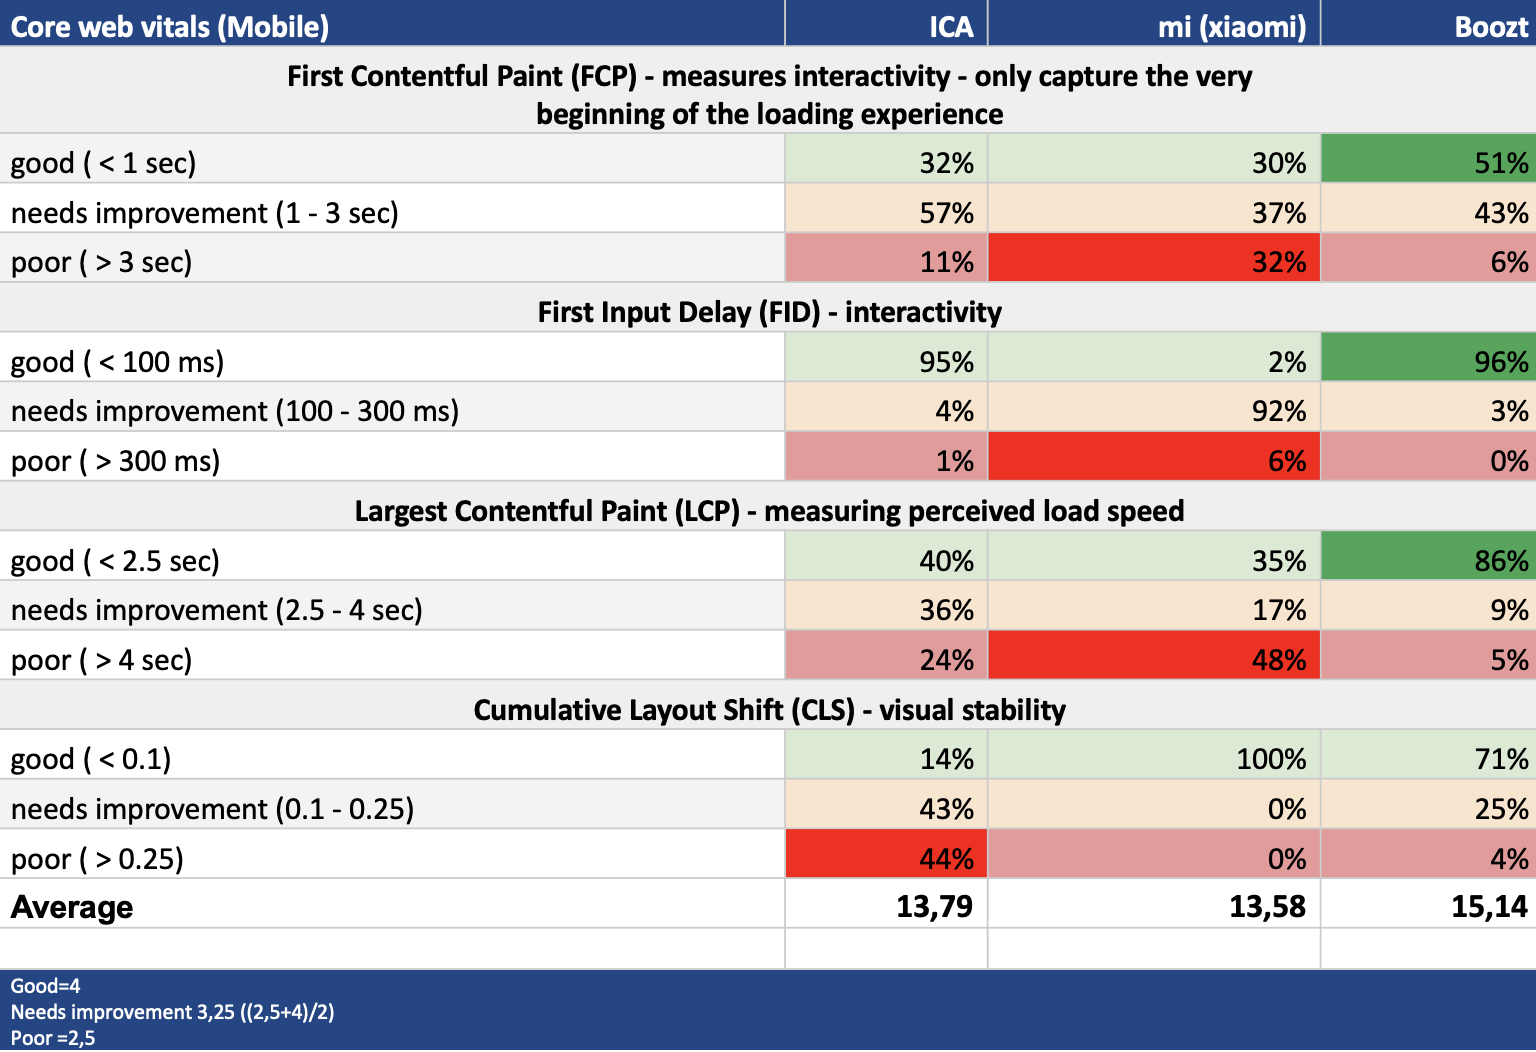 Core web vitals (Mobile) ICA mi (xiaomi) Boozt
First Contentful Paint (FCP) - measures interactivity - only capture the very
beginning of the loading experience
good ( < 1 sec) 32% 30% 51%
needs improvement (1 - 3 sec) 57% 37% 43%
poor ( > 3 sec) 11% 32% 6%
First Input Delay (FID) - interactivity
good ( < 100 ms) 95% 2% 96%
needs improvement (100 - 300 ms) 4% 92% 3%
poor ( > 300 ms) 1% 6% 0%
Largest Contentful Paint (LCP) - measuring perceived load speed
good ( < 2.5 sec) 40% 35% 86%
needs improvement (2.5 - 4 sec) 36% 17% 9%
poor ( > 4 sec) 24% 48% 5%
Cumulative Layout Shift (CLS) - visual stability
good ( < 0.1) 14% 100% 71%
needs improvement (0.1 - 0.25) 43% 0% 25%
poor ( > 0.25) 44% 0% 4%
Average 13,79 13,58 15,14
Good=4
Needs improvement 3,25 ((2,5+4)/2)
Poor =2,5